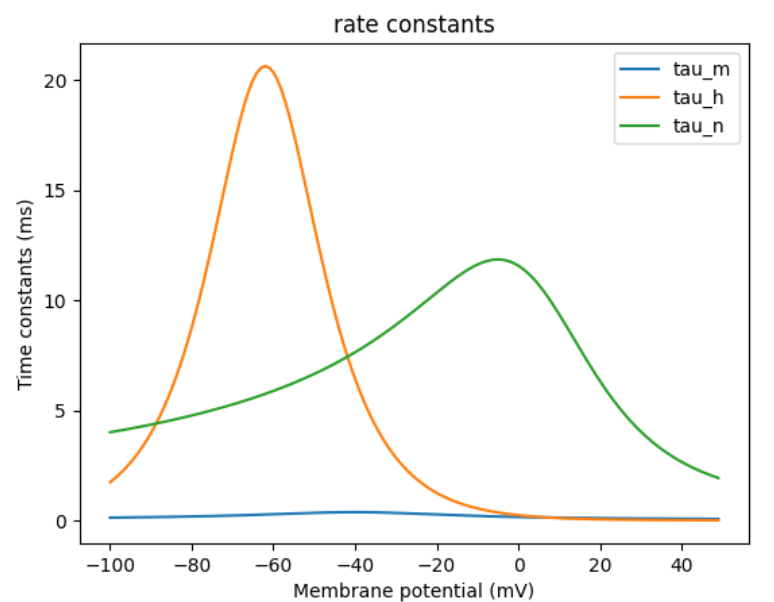 rate constants
tau_m
tau_h
tau_n
Time constants (ms)
20
15
10
5
0
−100 −80 −60 −40 −20 0 20 40
Membrane potential (mV)